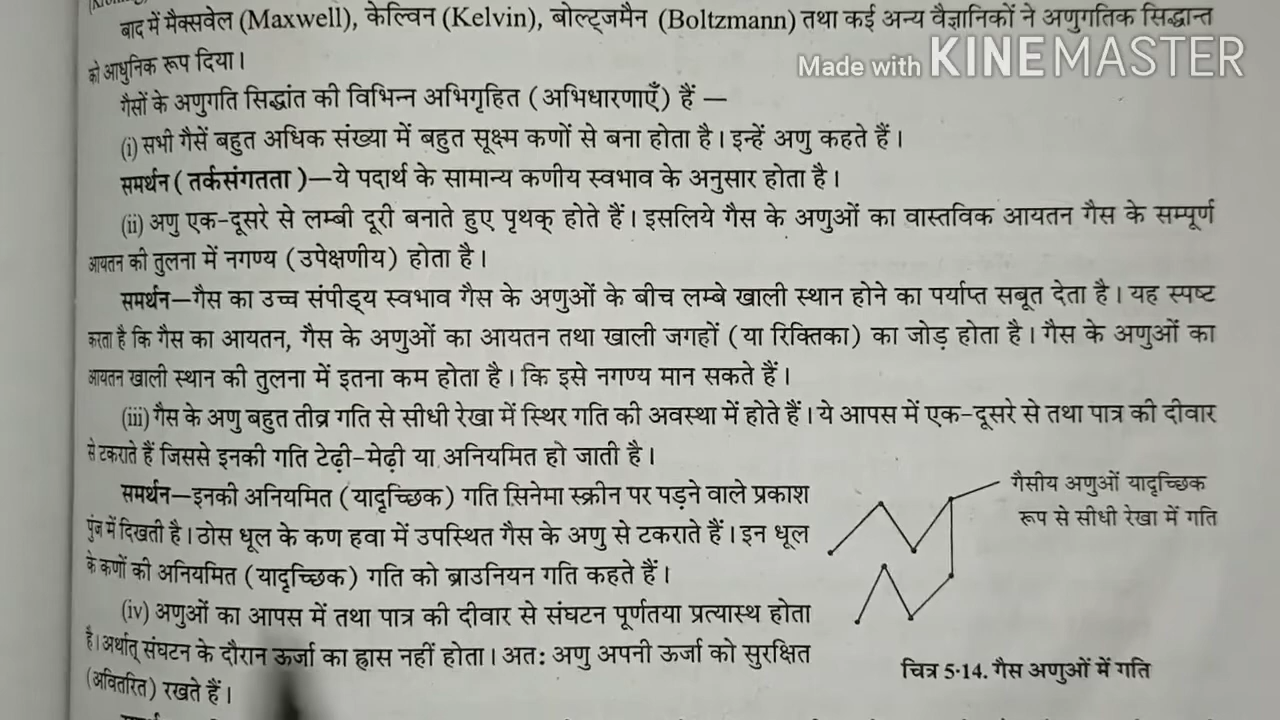 बाद में मैक्सवेल (Maxwell), केल्विन (Kelvin), बोल्ट्जमैन (Boltzmann) तथा कई अन्य वैज्ञानिकों ने अणुगतिक सिद्धान्त
को आधुनिक रूप दिया।
Made with KINEMASTER
गैसों के अणुगति सिद्धांत की विभिन्न अभिगृहित (अभिधारणाएँ) हैं —
(i) सभी गैसें बहुत अधिक संख्या में बहुत सूक्ष्म कणों से बना होता है। इन्हें अणु कहते हैं।
समर्थन (तर्कसंगतता)—ये पदार्थ के सामान्य कणीय स्वभाव के अनुसार होता है।
(ii) अणु एक-दूसरे से लम्बी दूरी बनाते हुए पृथक् होते हैं। इसलिये गैस के अणुओं का वास्तविक आयतन गैस के सम्पूर्ण
आयतन की तुलना में नगण्य (उपेक्षणीय) होता है।
समर्थन—गैस का उच्च संपीड्य स्वभाव गैस के अणुओं के बीच लम्बे खाली स्थान होने का पर्याप्त सबूत देता है। यह स्पष्ट
करता है कि गैस का आयतन, गैस के अणुओं का आयतन तथा खाली जगहों (या रिक्तिका) का जोड़ होता है। गैस के अणुओं का
आयतन खाली स्थान की तुलना में इतना कम होता है। कि इसे नगण्य मान सकते हैं।
(iii) गैस के अणु बहुत तीव्र गति से सीधी रेखा में स्थिर गति की अवस्था में होते हैं। ये आपस में एक-दूसरे से तथा पात्र की दीवार
से टकराते हैं जिससे इनकी गति टेढ़ी-मेढ़ी या अनियमित हो जाती है।
समर्थन—इनकी अनियमित (यादृच्छिक) गति सिनेमा स्क्रीन पर पड़ने वाले प्रकाश
पुंज में दिखती है। ठोस धूल के कण हवा में उपस्थित गैस के अणु से टकराते हैं। इन धूल
के कणों की अनियमित (यादृच्छिक) गति को ब्राउनियन गति कहते हैं।
(iv) अणुओं का आपस में तथा पात्र की दीवार से संघटन पूर्णतया प्रत्यास्थ होता
है। अर्थात् संघटन के दौरान ऊर्जा का ह्रास नहीं होता। अत: अणु अपनी ऊर्जा को सुरक्षित
(अवितरित) रखते हैं।
गैसीय अणुओं यादृच्छिक
रूप से सीधी रेखा में गति
चित्र 5·14. गैस अणुओं में गति